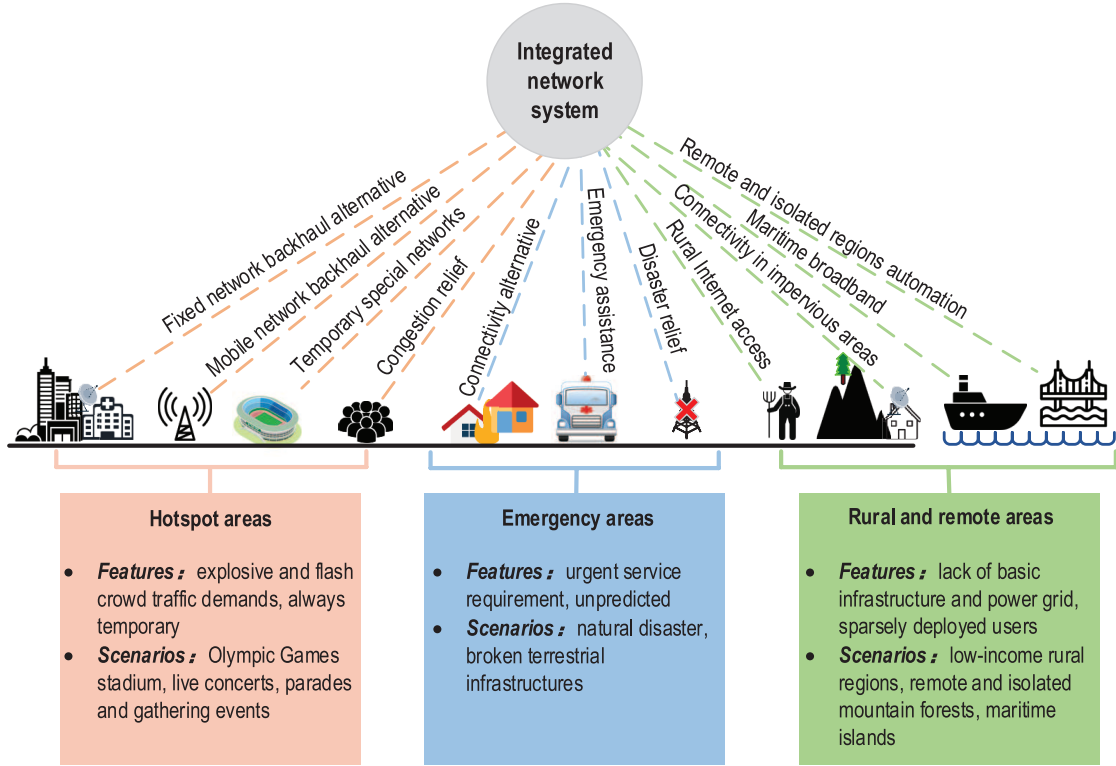 Integrated
network
system
Fixed network backhaul alternative
Mobile network backhaul alternative
Temporary special networks
Congestion relief
Connectivity alternative
Emergency assistance
Disaster relief
Rural Internet access
Connectivity in impervious areas
Maritime broadband
Remote and isolated regions automation
Hotspot areas
• Features： explosive and flash
crowd traffic demands, always
temporary
• Scenarios： Olympic Games
stadium, live concerts, parades
and gathering events
Emergency areas
• Features： urgent service
requirement, unpredicted
• Scenarios： natural disaster,
broken terrestrial
infrastructures
Rural and remote areas
• Features： lack of basic
infrastructure and power grid,
sparsely deployed users
• Scenarios： low-income rural
regions, remote and isolated
mountain forests, maritime
islands